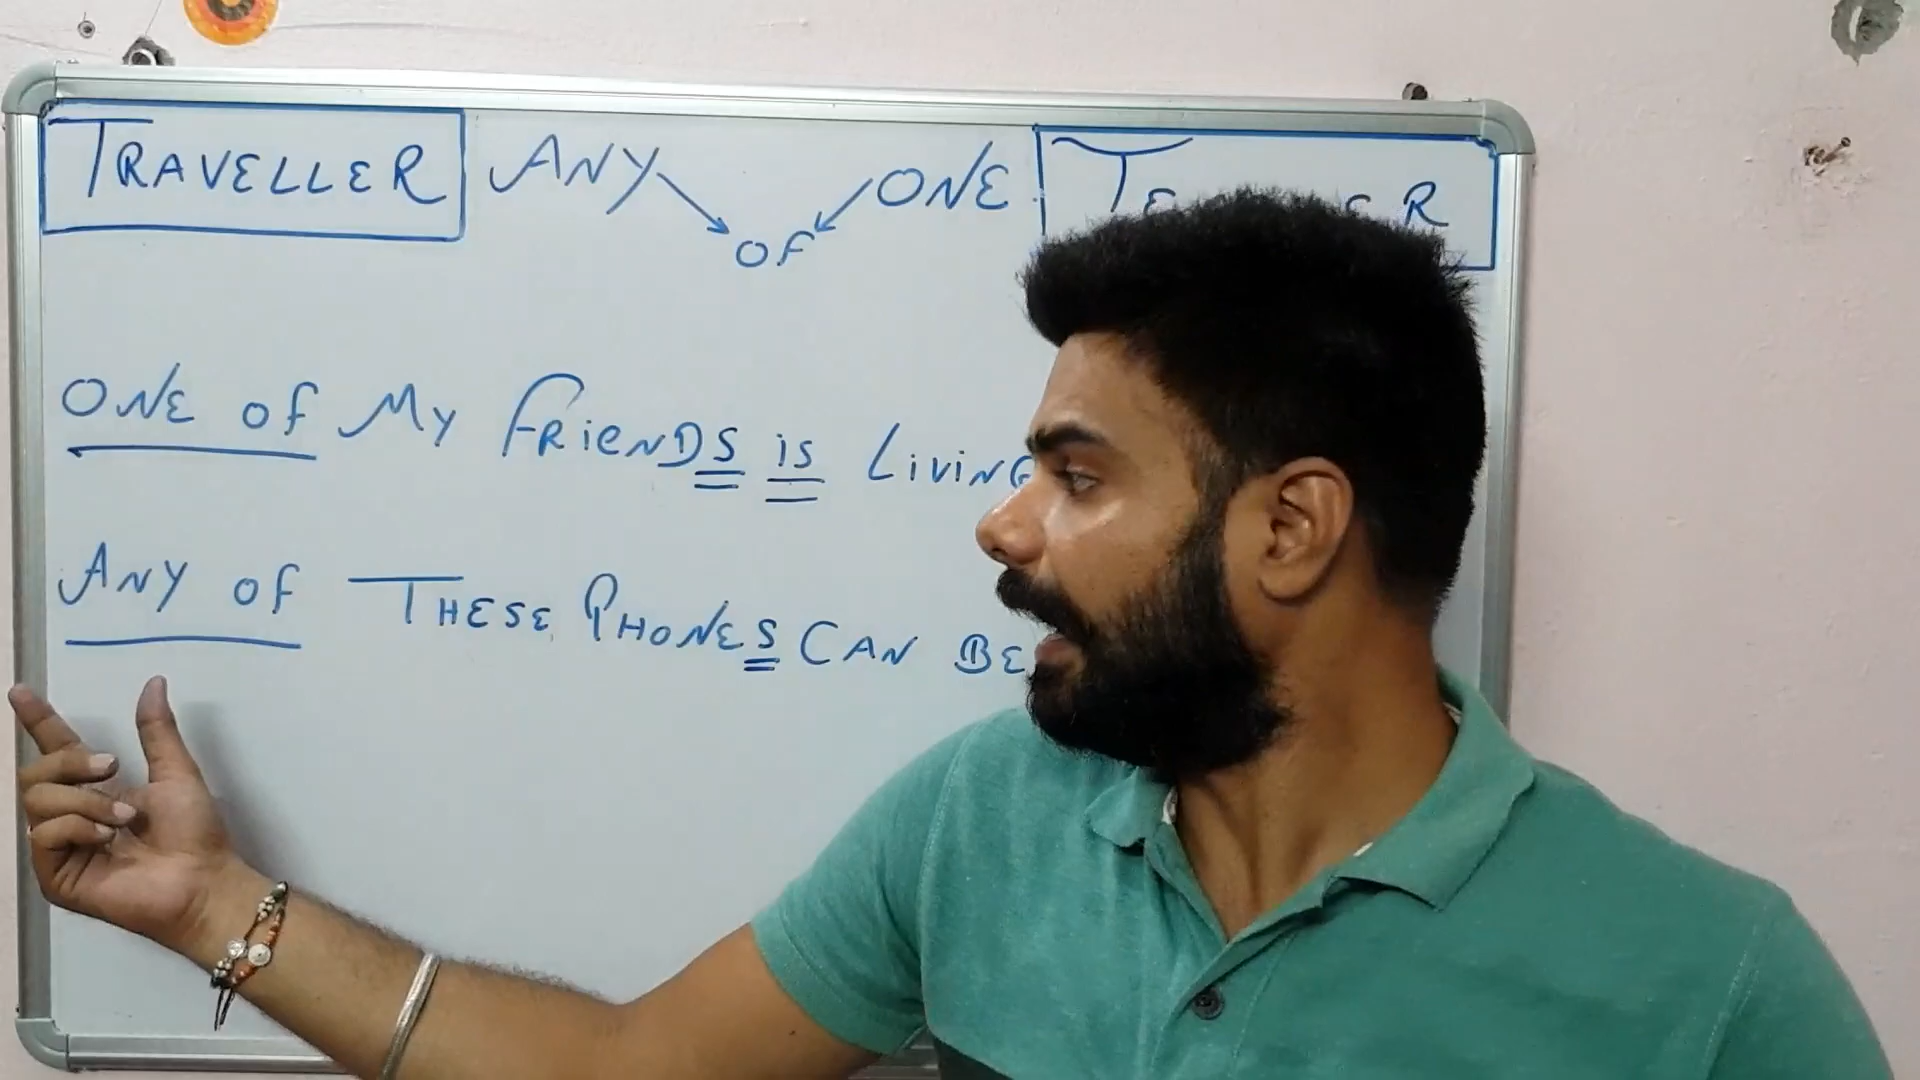 TRAVELLER ANY ONE
OF
ONE OF MY FRIENDS IS LIVING
ANY OF THESE PHONES CAN BE